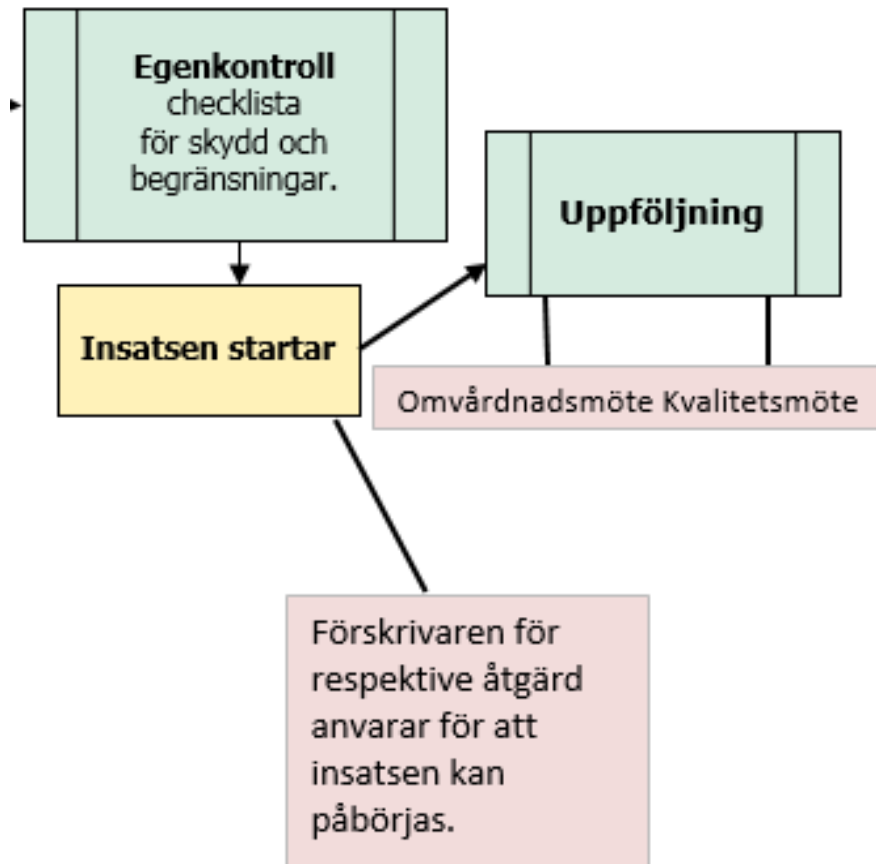 Egenkontroll
checklista
för skydd och
begränsningar.
Uppföljning
Insatsen startar
Omvårdnadsmöte Kvalitetsmöte
Förskrivaren för
respektive åtgärd
anvarar för att
insatsen kan
påbörjas.